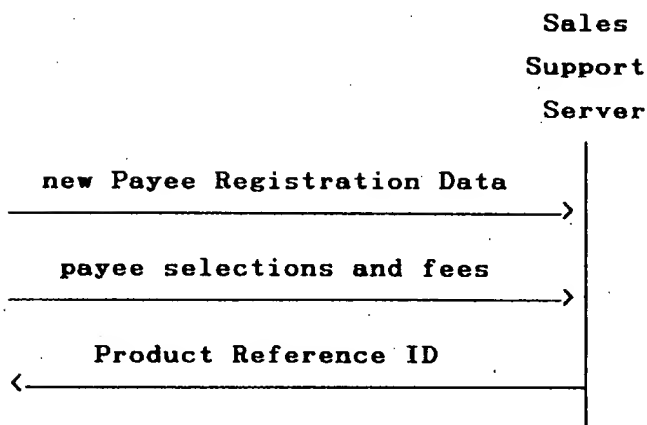 Sales
Support
Server
new Payee Registration Data
payee selections and fees
Product Reference ID